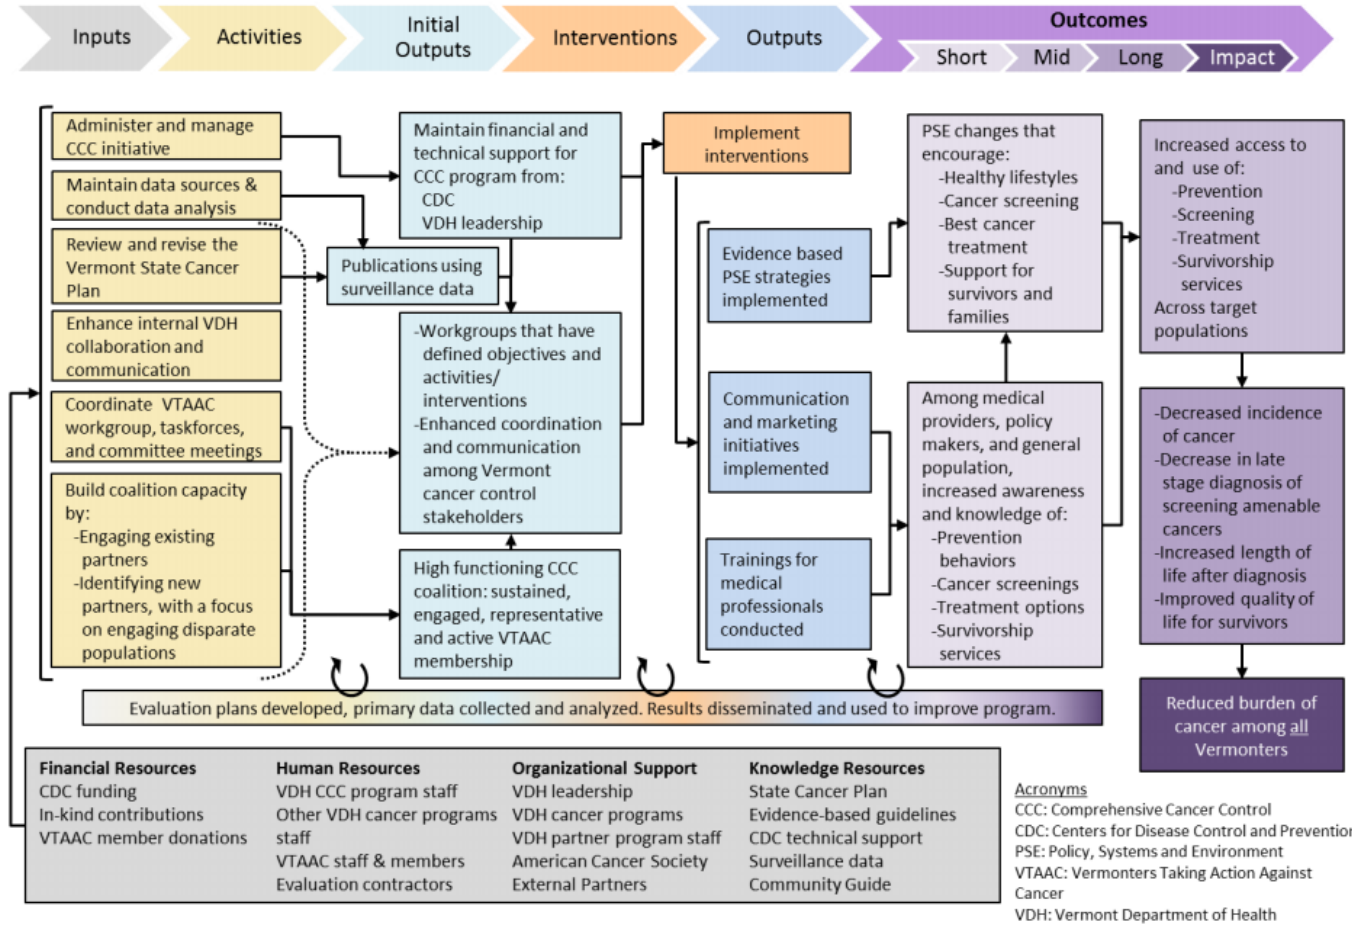 Inputs
Activities
Initial
Outputs
Interventions
Outputs
Outcomes
Short
Mid
Long
Impact
Administer and manage
CCC initiative
Maintain data sources &
conduct data analysis
Review and revise the
Vermont State Cancer
Plan
Enhance internal VDH
collaboration and
communication
Coordinate VTAAC
workgroup, taskforces,
and committee meetings
Build coalition capacity
by:
-Engaging existing
partners
-Identifying new
partners, with a focus
on engaging disparate
populations
Maintain financial and
technical support for
CCC program from:
CDC
VDH leadership
Publications using
surveillance data
-Workgroups that have
defined objectives and
activities/
interventions
-Enhanced coordination
and communication
among Vermont
cancer control
stakeholders
High functioning CCC
coalition: sustained,
engaged, representative
and active VTAAC
membership
Implement
interventions
Evidence based
PSE strategies
implemented
Communication
and marketing
initiatives
implemented
Trainings for
medical
professionals
conducted
PSE changes that
encourage:
-Healthy lifestyles
-Cancer screening
-Best cancer
treatment
-Support for
survivors and
families
Among medical
providers, policy
makers, and general
population,
increased awareness
and knowledge of:
-Prevention
behaviors
-Cancer screenings
-Treatment options
-Survivorship
services
Increased access to
and use of:
-Prevention
-Screening
-Treatment
-Survivorship
services
Across target
populations
-Decreased incidence
of cancer
-Decrease in late
stage diagnosis of
screening amenable
cancers
-Increased length of
life after diagnosis
-Improved quality of
life for survivors
Reduced burden of
cancer among all
Vermonters
Evaluation plans developed, primary data collected and analyzed. Results disseminated and used to improve program.
Financial Resources
CDC funding
In-kind contributions
VTAAC member donations
Human Resources
VDH CCC program staff
Other VDH cancer programs
staff
VTAAC staff & members
Evaluation contractors
Organizational Support
VDH leadership
VDH cancer programs
VDH partner program staff
American Cancer Society
External Partners
Knowledge Resources
State Cancer Plan
Evidence-based guidelines
CDC technical support
Surveillance data
Community Guide
Acronyms
CCC: Comprehensive Cancer Control
CDC: Centers for Disease Control and Prevention
PSE: Policy, Systems and Environment
VTAAC: Vermonters Taking Action Against
Cancer
VDH: Vermont Department of Health